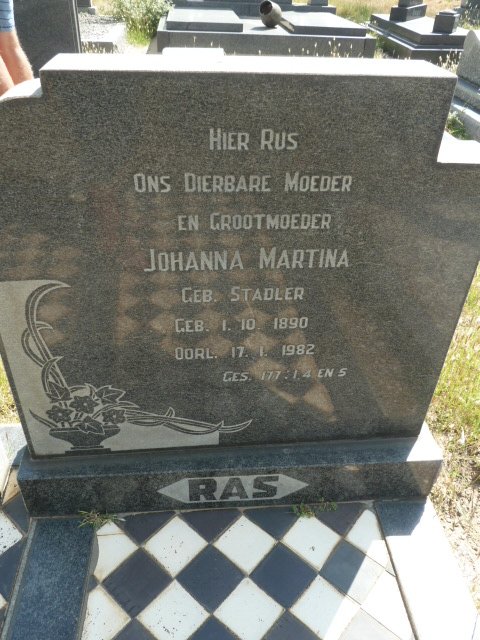 Hier Rus
Ons Dierbare Moeder
en Grootmoeder
Johanna Martina
Geb. Stadler
Geb. 1. 10. 1890
Oorl. 17. 1. 1982
Ges. 177 : 1.4 en 5
RAS